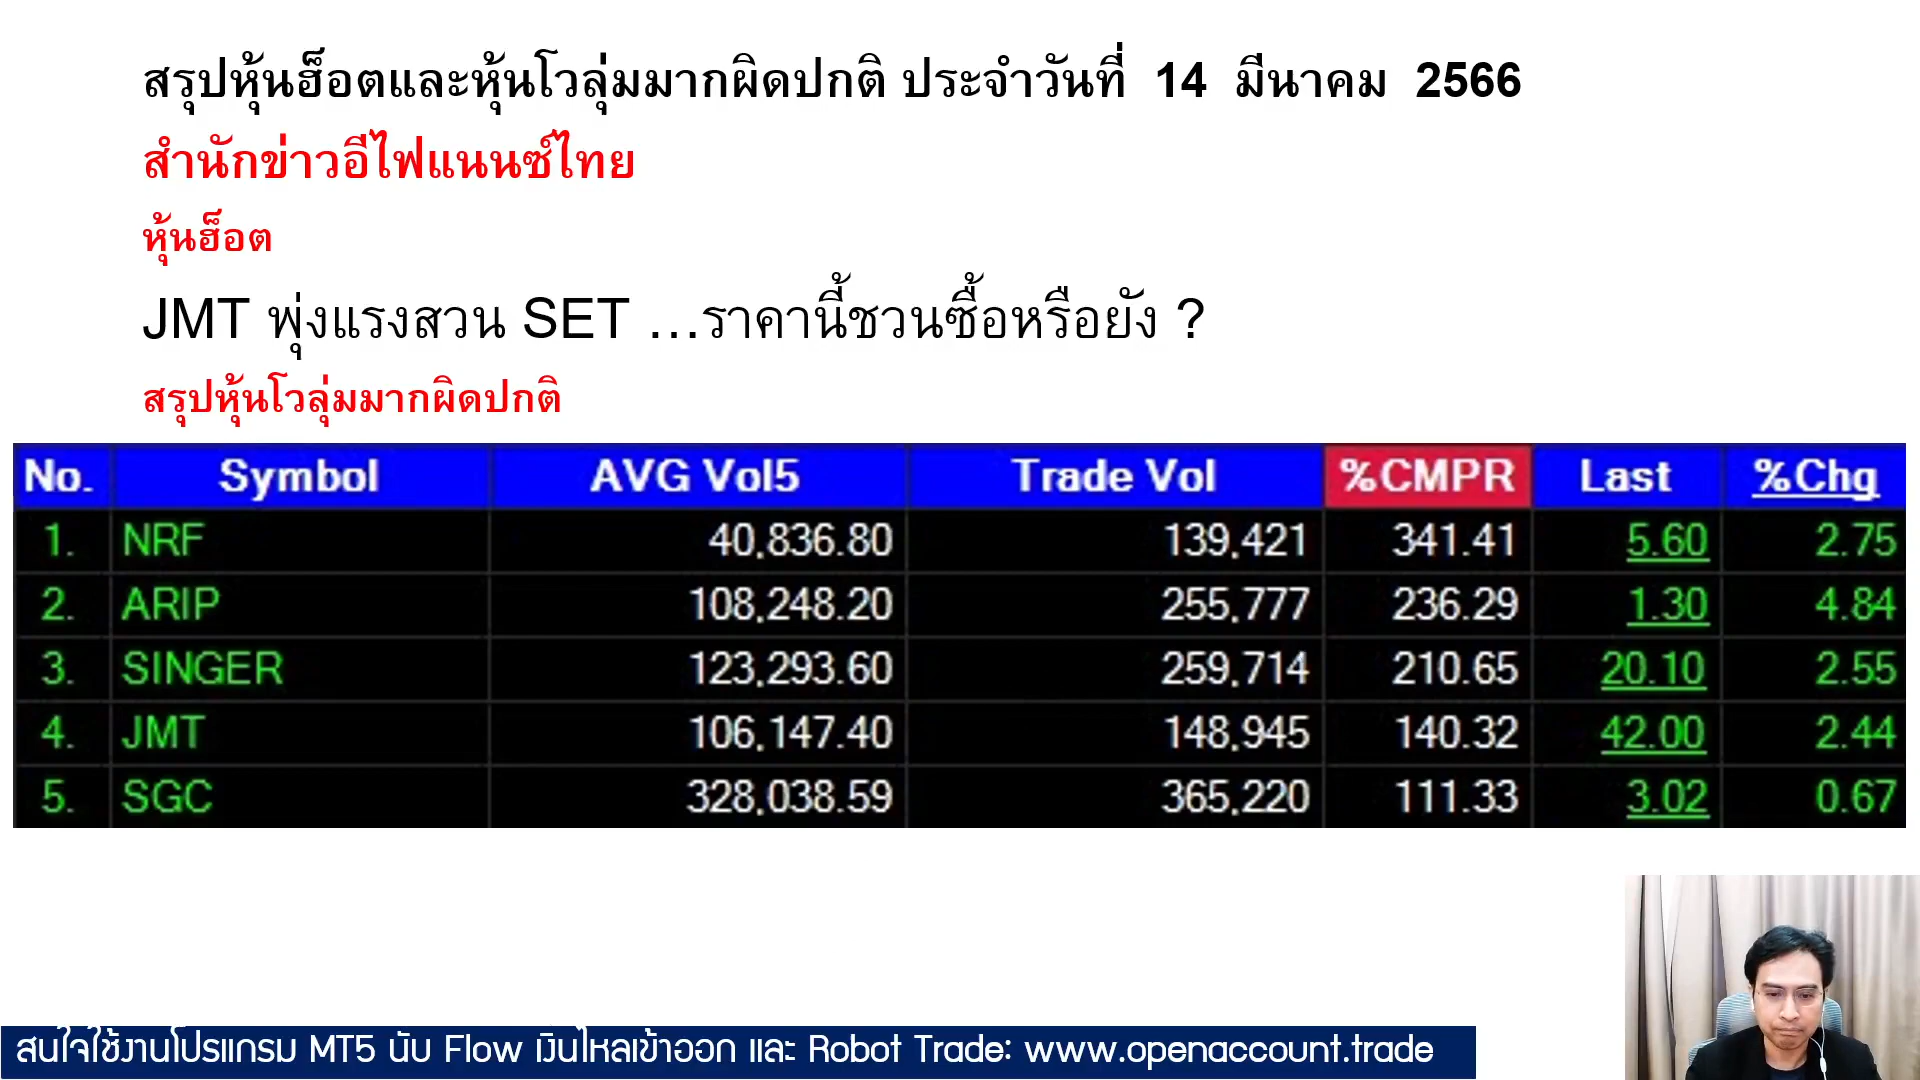 สรุปหุ้นฮ็อตและหุ้นโวลุ่มมากผิดปกติ ประจำวันที่ 14 มีนาคม 2566
สำนักข่าวอีไฟแนนซ์ไทย
หุ้นฮ็อต
JMT พุ่งแรงสวน SET ...ราคานี้ชวนซื้อหรือยัง ?
สรุปหุ้นโวลุ่มมากผิดปกติ
No. Symbol AVG Vol5 Trade Vol %CMPR Last %Chg
1. NRF 40,836.80 139,421 341.41 5.60 2.75
2. ARIP 108,248.20 255,777 236.29 1.30 4.84
3. SINGER 123,293.60 259,714 210.65 20.10 2.55
4. JMT 106,147.40 148,945 140.32 42.00 2.44
5. SGC 328,038.59 365,220 111.33 3.02 0.67
สนใจใช้งานโปรแกรม MT5 นับ Flow เงินไหลเข้าออก และ Robot Trade: www.openaccount.trade